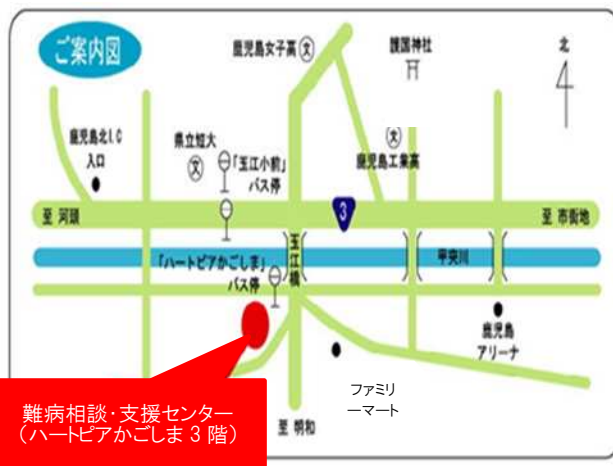 ご案内図
鹿児島女子高
護国神社
北
鹿児島北IC
入口
県立短大
「玉江小前」
バス停
鹿児島工業高
至 河頭
3
至 市街地
「ハートピアかごしま」
バス停
玉江橋
甲突川
鹿児島
アリーナ
ファミリ
ーマート
難病相談・支援センター
（ハートピアかごしま 3 階）
至 明和